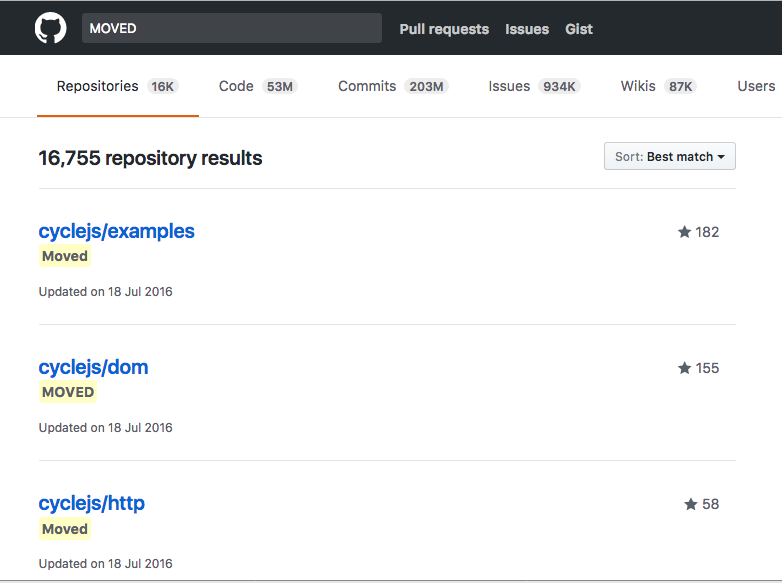 MOVED Pull requests Issues Gist
Repositories 16K Code 53M Commits 203M Issues 934K Wikis 87K Users
16,755 repository results Sort: Best match
cyclejs/examples 182
Moved
Updated on 18 Jul 2016
cyclejs/dom 155
MOVED
Updated on 18 Jul 2016
cyclejs/http 58
Moved
Updated on 18 Jul 2016